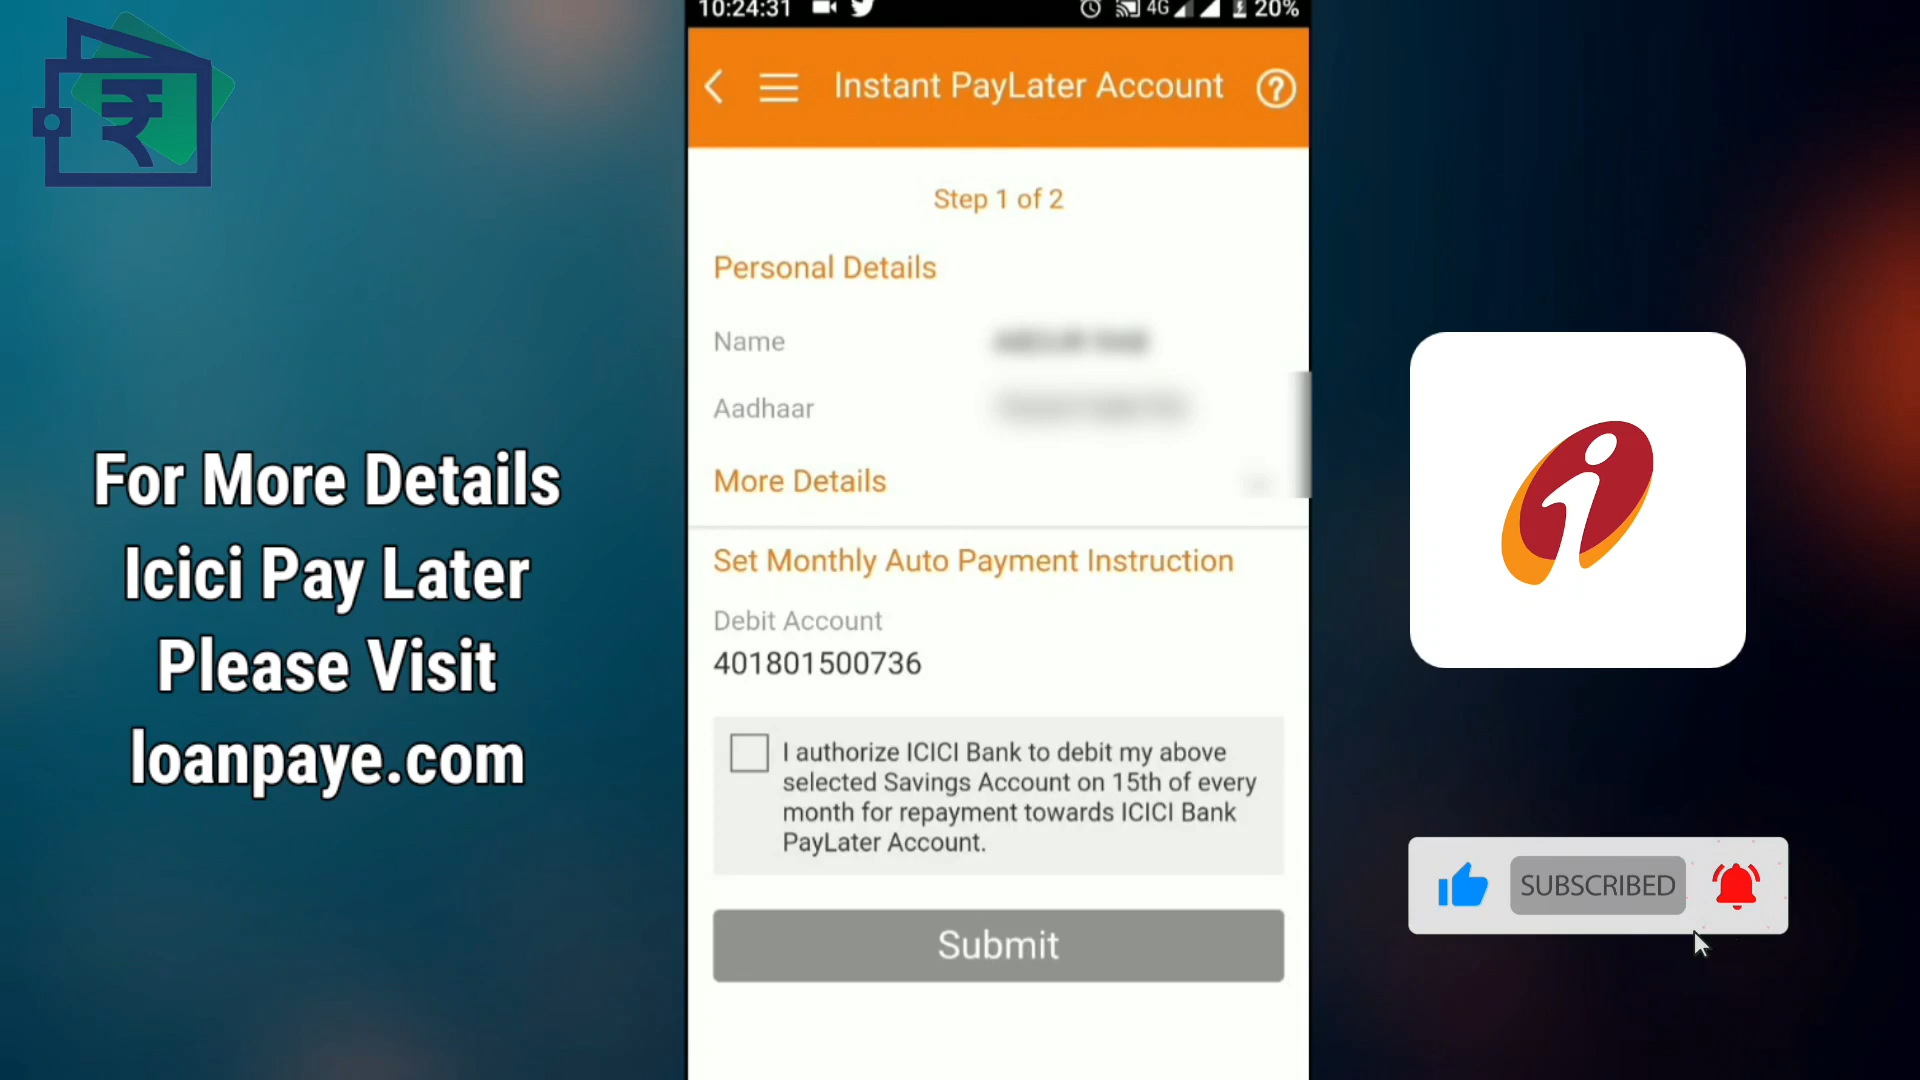 10:24:31
4G
20%
Instant PayLater Account
Step 1 of 2
Personal Details
Name
Aadhaar
More Details
Set Monthly Auto Payment Instruction
Debit Account
401801500736
I authorize ICICI Bank to debit my above
selected Savings Account on 15th of every
month for repayment towards ICICI Bank
PayLater Account.
Submit
For More Details
Icici Pay Later
Please Visit
loanpaye.com
SUBSCRIBED